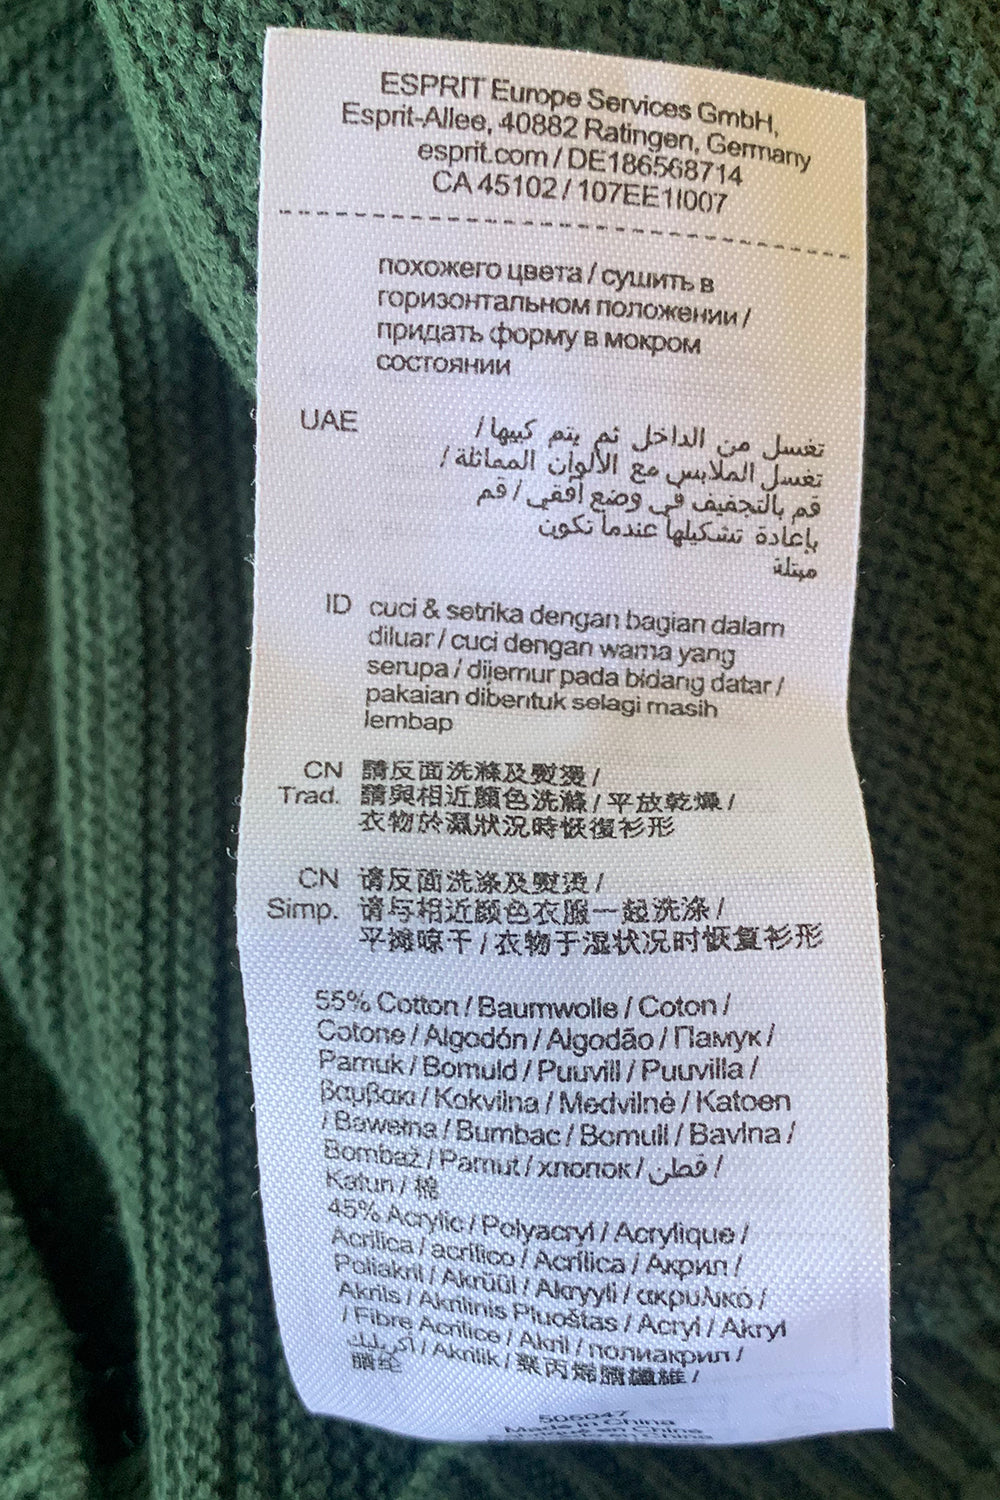 ESPRIT Europe Services GmbH,
Esprit-Allee, 40882 Ratingen, Germany
esprit.com / DE186568714
CA 45102 / 107EE1I007
похожего цвета / сушить в
горизонтальном положении /
придать форму в мокром
состоянии
UAE تغسل من الداخل ثم يتم كيها /
تغسل الملابس مع الألوان المماثلة /
قم بالتجفيف في وضع أفقي / قم
بإعادة تشكيلها عندما تكون
مبتلة
ID cuci & setrika dengan bagian dalam
diluar / cuci dengan warna yang
serupa / dijemur pada bidang datar /
pakaian dibentuk selagi masih
lembap
CN 請反面洗滌及熨燙 /
Trad. 請與相近顏色洗滌 / 平放乾燥 /
衣物於濕狀況時恢復衫形
CN 请反面洗涤及熨烫 /
Simp. 请与相近颜色衣服一起洗涤 /
平摊晾干 / 衣物于湿状况时恢复衫形
55% Cotton / Baumwolle / Coton /
Cotone / Algodón / Algodão / Памук /
Pamuk / Bomuld / Puuvill / Puuvilla /
βαμβακι / Kokvilna / Medvilnė / Katoen
/ Bawełna / Bumbac / Bomull / Bavlna /
Bombaž / Pamut / хлопок / قطن /
Katun / 棉
45% Acrylic / Polyacryl / Acrylique /
Acrilica / acrílico / Acrílica / Акрил /
Poliakril / Akrüül / Akryyli / ακρυλικό /
Akrils / Akrilinis Pluoštas / Acryl / Akryl
/ Fibre Acrilice / Akril / полиакрил /
اكريليك / Akrilik / 聚丙烯腈纖維 /
腈纶
506047
Made in China
en Chine
en China